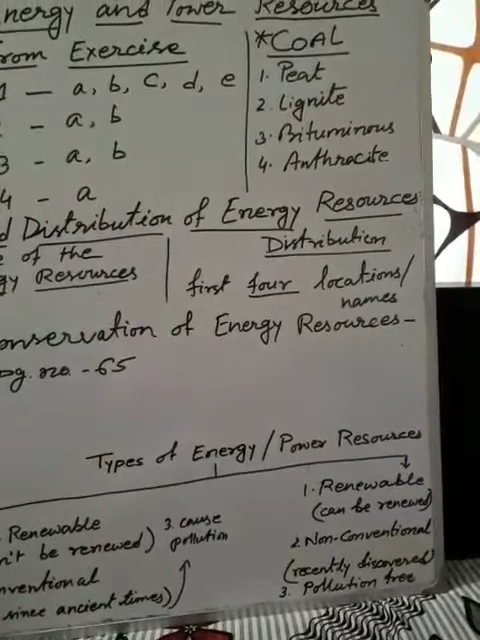 nergy and Power Resources
rom Exercise
1 — a, b, c, d, e
- a, b
3 - a, b
4 - a
*COAL
1. Peat
2. Lignite
3. Bituminous
4. Anthracite
d Distribution of Energy Resources
e of the
gy Resources
Distribution
first four locations/
names
onservation of Energy Resources-
pg. no. - 65
Types of Energy/Power Resources
. Renewable
n't be renewed)
nventional
since ancient times)
3. cause
pollution
1. Renewable
(can be renewed)
2. Non-Conventional
(recently discovered)
3. Pollution free